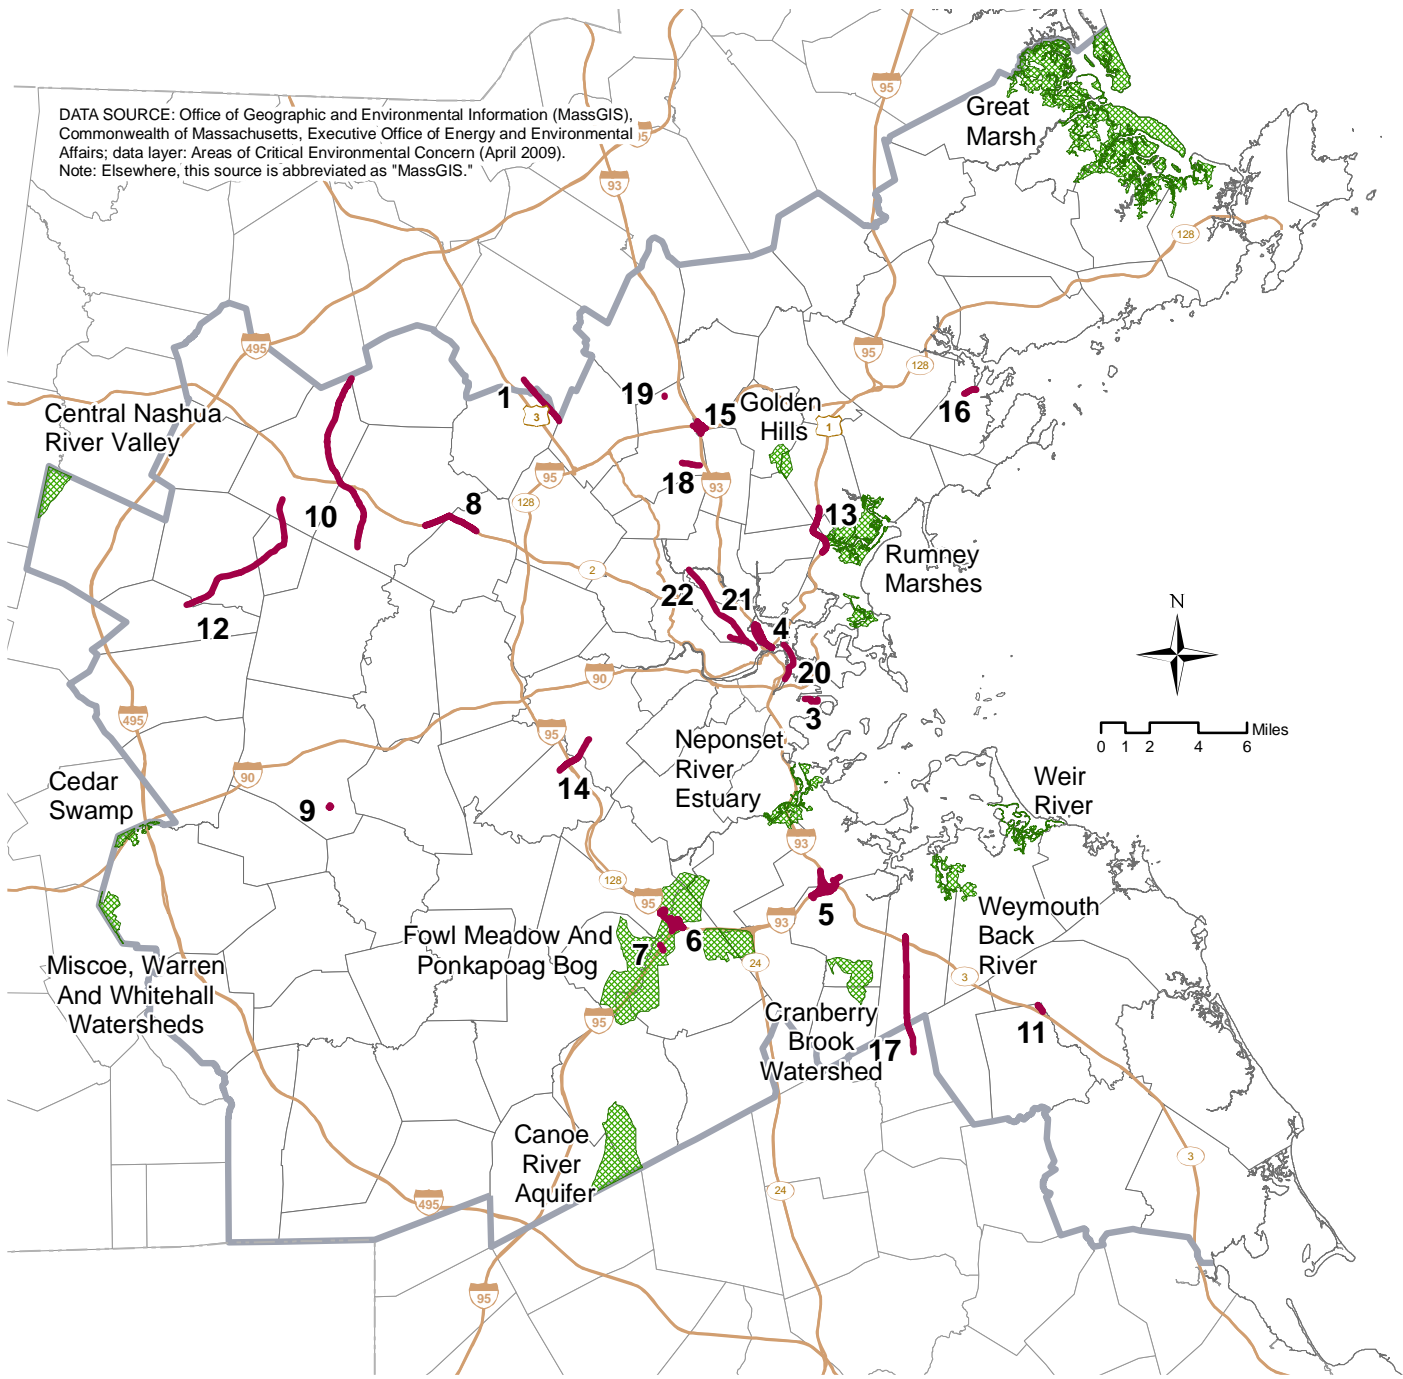 95
Great
Marsh
DATA SOURCE: Office of Geographic and Environmental Information (MassGIS),
Commonwealth of Massachusetts, Executive Office of Energy and Environmental
Affairs; data layer: Areas of Critical Environmental Concern (April 2009).
Note: Elsewhere, this source is abbreviated as "MassGIS."
93
128
495
95
128
1
3
19
15
Golden
Hills
1
16
Central Nashua
River Valley
95
128
18
93
10
8
13
Rumney
Marshes
2
22
21
N
12
4
90
20
3
495
95
Neponset
River
Estuary
0 1 2 4 6 Miles
90
14
Cedar
Swamp
9
Weir
River
93
128
95
5
93
Weymouth
Back
River
Fowl Meadow And
Ponkapoag Bog
7
6
24
3
Miscoe, Warren
And Whitehall
Watersheds
95
Cranberry
Brook
Watershed
17
11
Canoe
River
Aquifer
3
24
495
95